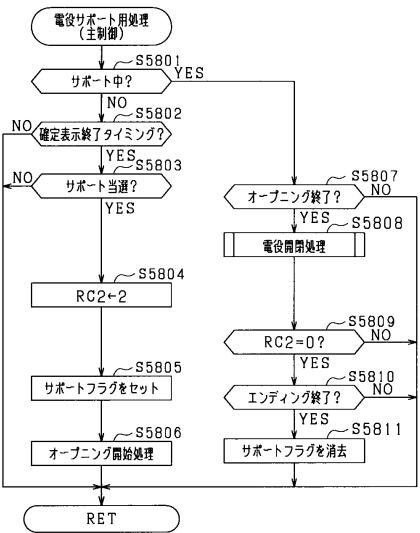 電役サポート用処理
(主制御)
S5801
サポート中?
YES
NO
S5802
確定表示終了タイミング?
NO
YES
S5803
サポート当選?
NO
YES
S5804
RC2←2
S5805
サポートフラグをセット
S5806
オープニング開始処理
S5807
オープニング終了?
NO
YES
S5808
電役開閉処理
S5809
RC2=0?
NO
YES
S5810
エンディング終了?
NO
YES
S5811
サポートフラグを消去
RET